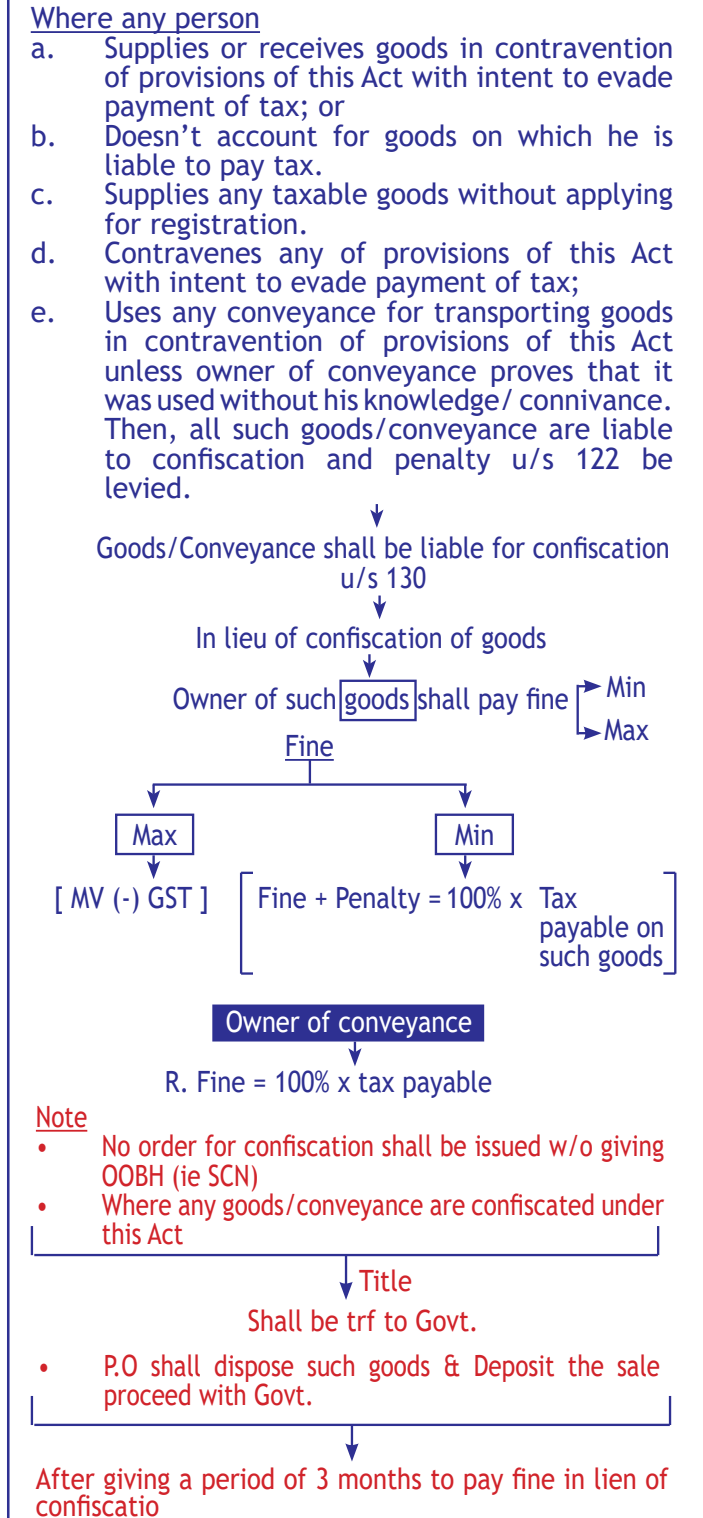 Where any person
a. Supplies or receives goods in contravention
of provisions of this Act with intent to evade
payment of tax; or
b. Doesn't account for goods on which he is
liable to pay tax.
c. Supplies any taxable goods without applying
for registration.
d. Contravenes any of provisions of this Act
with intent to evade payment of tax;
e. Uses any conveyance for transporting goods
in contravention of provisions of this Act
unless owner of conveyance proves that it
was used without his knowledge/ connivance.
Then, all such goods/conveyance are liable
to confiscation and penalty u/s 122 be
levied.
Goods/Conveyance shall be liable for confiscation
u/s 130
In lieu of confiscation of goods
Owner of such goods shall pay fine
Min
Max
Fine
Max
Min
[ MV (-) GST ]
Fine + Penalty = 100% x Tax
payable on
such goods
Owner of conveyance
R. Fine = 100% x tax payable
Note
• No order for confiscation shall be issued w/o giving
OOBH (ie SCN)
• Where any goods/conveyance are confiscated under
this Act
Title
Shall be trf to Govt.
• P.O shall dispose such goods & Deposit the sale
proceed with Govt.
After giving a period of 3 months to pay fine in lien of
confiscatio